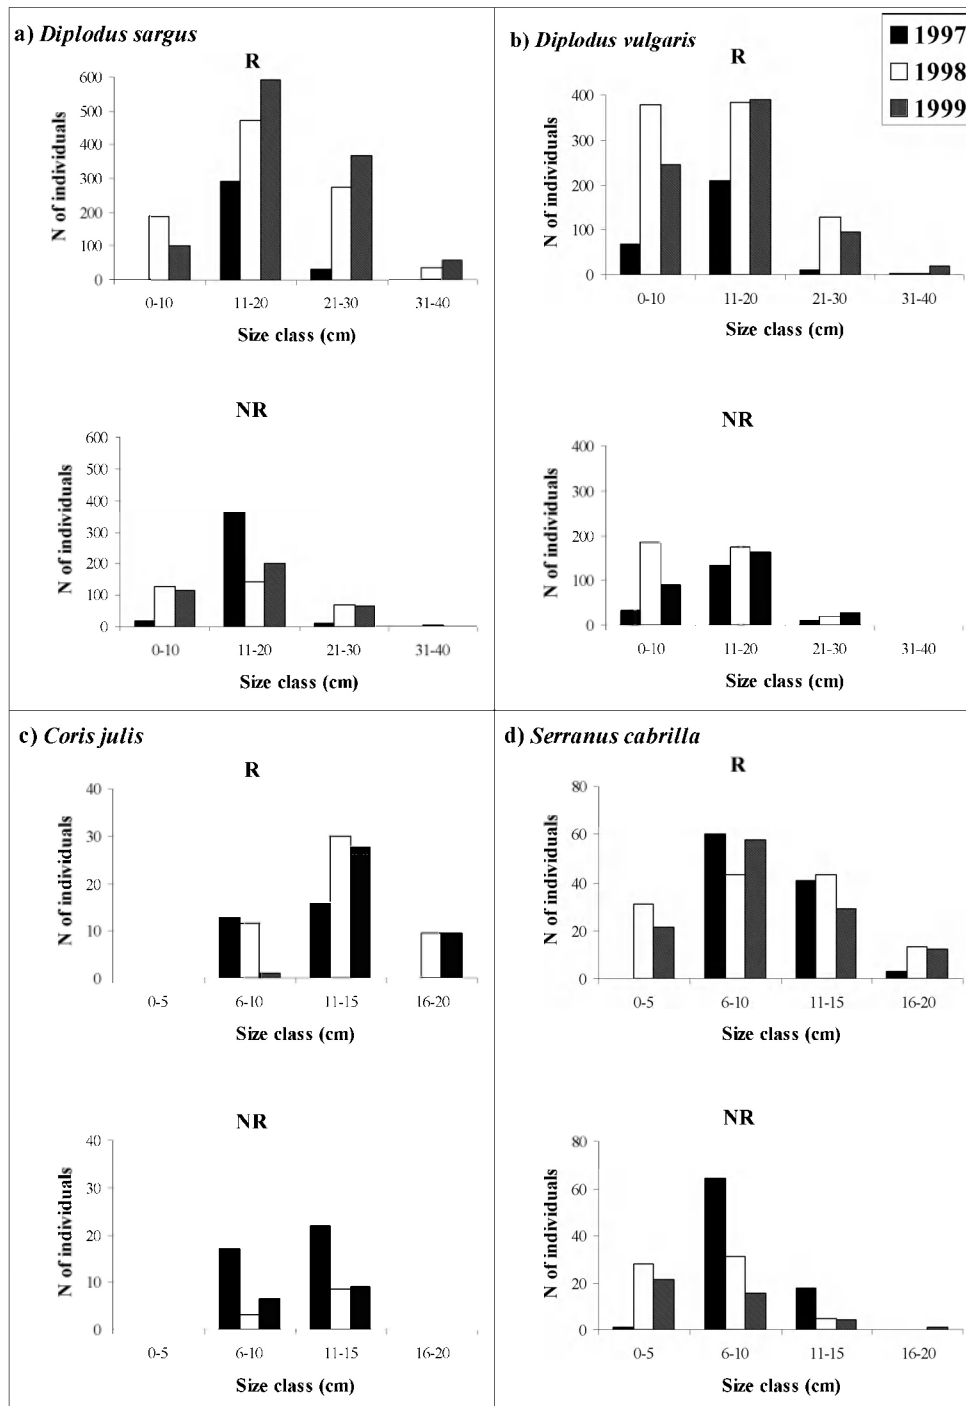 a) Diplodus sargus
R
600
500
400
300
200
100
0
N of individuals
0-10 11-20 21-30 31-40
Size class (cm)
NR
600
500
400
300
200
100
0
N of individuals
0-10 11-20 21-30 31-40
Size class (cm)
b) Diplodus vulgaris
R
1997
1998
1999
400
300
200
100
0
N of individuals
0-10 11-20 21-30 31-40
Size class (cm)
NR
400
300
200
100
0
N of individuals
0-10 11-20 21-30 31-40
Size class (cm)
c) Coris julis
R
40
30
20
10
0
N of individuals
0-5 6-10 11-15 16-20
Size class (cm)
NR
40
30
20
10
0
N of individuals
0-5 6-10 11-15 16-20
Size class (cm)
d) Serranus cabrilla
R
80
60
40
20
0
N of individuals
0-5 6-10 11-15 16-20
Size class (cm)
NR
80
60
40
20
0
N of individuals
0-5 6-10 11-15 16-20
Size class (cm)